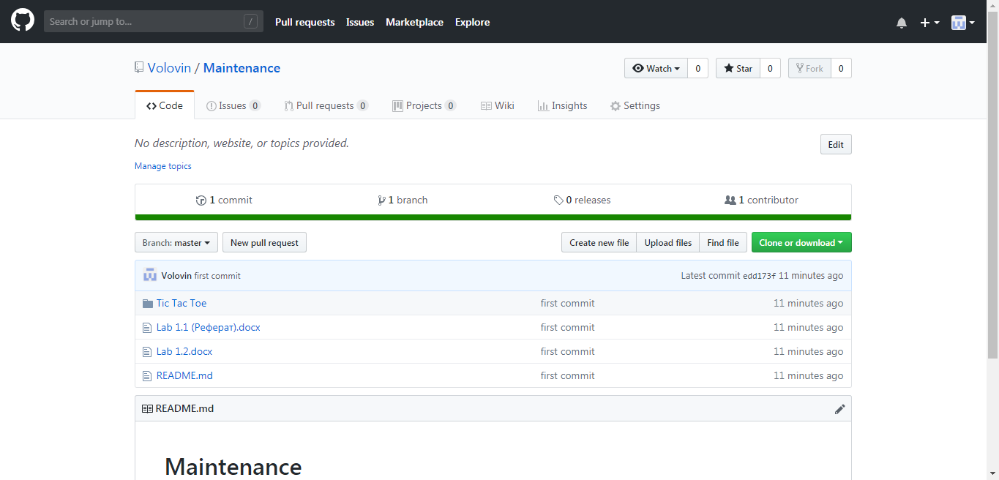 Search or jump to... / Pull requests Issues Marketplace Explore
Volovin / Maintenance Watch 0 Star 0 Fork 0
Code Issues 0 Pull requests 0 Projects 0 Wiki Insights Settings
No description, website, or topics provided. Edit
Manage topics
1 commit 1 branch 0 releases 1 contributor
Branch: master New pull request Create new file Upload files Find file Clone or download
Volovin first commit Latest commit edd173f 11 minutes ago
Tic Tac Toe first commit 11 minutes ago
Lab 1.1 (Реферат).docx first commit 11 minutes ago
Lab 1.2.docx first commit 11 minutes ago
README.md first commit 11 minutes ago
README.md
Maintenance